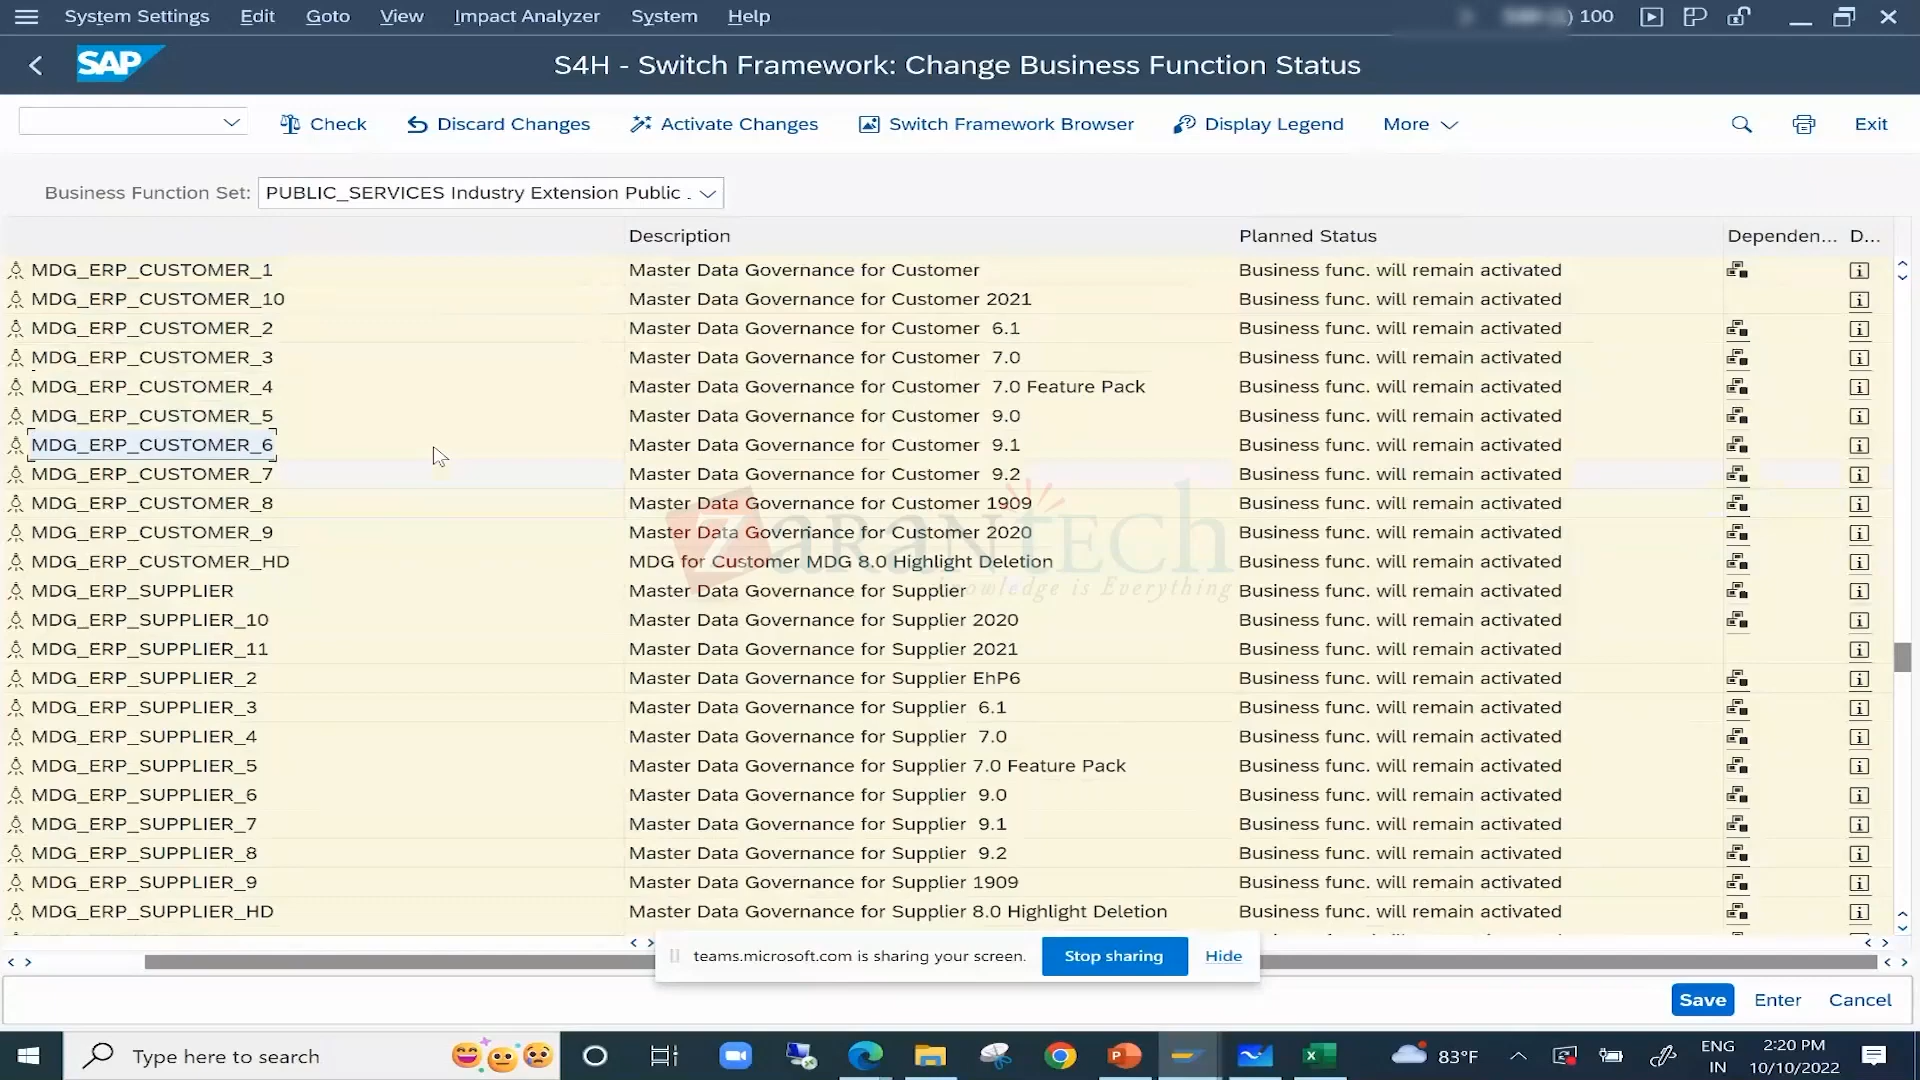 System Settings Edit Goto View Impact Analyzer System Help 100
SAP S4H - Switch Framework: Change Business Function Status
Check Discard Changes Activate Changes Switch Framework Browser Display Legend More Exit
Business Function Set: PUBLIC_SERVICES Industry Extension Public .
Description Planned Status Dependen... D...
MDG_ERP_CUSTOMER_1 Master Data Governance for Customer Business func. will remain activated
MDG_ERP_CUSTOMER_10 Master Data Governance for Customer 2021 Business func. will remain activated
MDG_ERP_CUSTOMER_2 Master Data Governance for Customer 6.1 Business func. will remain activated
MDG_ERP_CUSTOMER_3 Master Data Governance for Customer 7.0 Business func. will remain activated
MDG_ERP_CUSTOMER_4 Master Data Governance for Customer 7.0 Feature Pack Business func. will remain activated
MDG_ERP_CUSTOMER_5 Master Data Governance for Customer 9.0 Business func. will remain activated
MDG_ERP_CUSTOMER_6 Master Data Governance for Customer 9.1 Business func. will remain activated
MDG_ERP_CUSTOMER_7 Master Data Governance for Customer 9.2 Business func. will remain activated
MDG_ERP_CUSTOMER_8 Master Data Governance for Customer 1909 Business func. will remain activated
MDG_ERP_CUSTOMER_9 Master Data Governance for Customer 2020 Business func. will remain activated
ZaranTech
MDG_ERP_CUSTOMER_HD MDG for Customer MDG 8.0 Highlight Deletion Business func. will remain activated
MDG_ERP_SUPPLIER Master Data Governance for Supplier Business func. will remain activated
Knowledge is Everything
MDG_ERP_SUPPLIER_10 Master Data Governance for Supplier 2020 Business func. will remain activated
MDG_ERP_SUPPLIER_11 Master Data Governance for Supplier 2021 Business func. will remain activated
MDG_ERP_SUPPLIER_2 Master Data Governance for Supplier EhP6 Business func. will remain activated
MDG_ERP_SUPPLIER_3 Master Data Governance for Supplier 6.1 Business func. will remain activated
MDG_ERP_SUPPLIER_4 Master Data Governance for Supplier 7.0 Business func. will remain activated
MDG_ERP_SUPPLIER_5 Master Data Governance for Supplier 7.0 Feature Pack Business func. will remain activated
MDG_ERP_SUPPLIER_6 Master Data Governance for Supplier 9.0 Business func. will remain activated
MDG_ERP_SUPPLIER_7 Master Data Governance for Supplier 9.1 Business func. will remain activated
MDG_ERP_SUPPLIER_8 Master Data Governance for Supplier 9.2 Business func. will remain activated
MDG_ERP_SUPPLIER_9 Master Data Governance for Supplier 1909 Business func. will remain activated
MDG_ERP_SUPPLIER_HD Master Data Governance for Supplier 8.0 Highlight Deletion Business func. will remain activated
teams.microsoft.com is sharing your screen. Stop sharing Hide
Save Enter Cancel
Type here to search 83°F ENG 2:20 PM
IN 10/10/2022